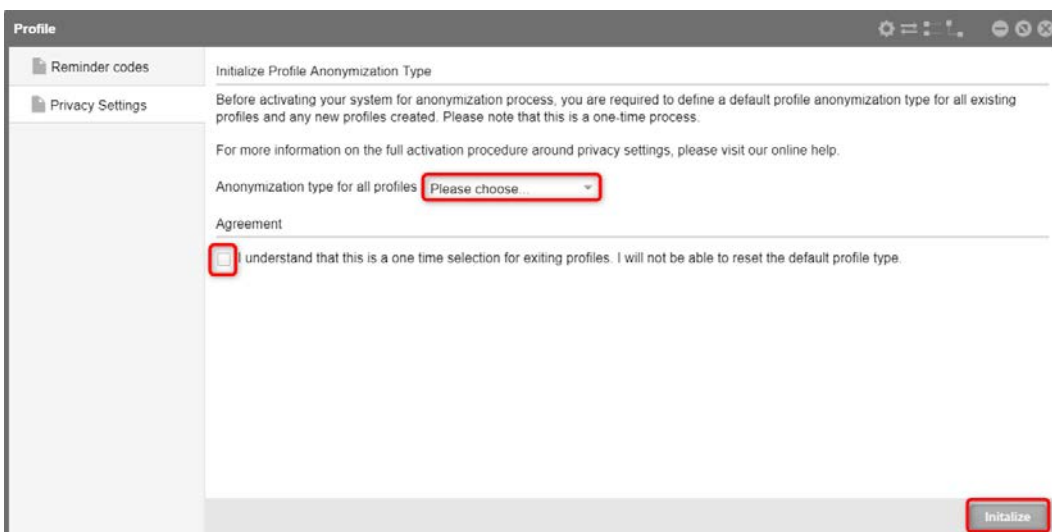 Profile
Reminder codes
Privacy Settings
Initialize Profile Anonymization Type
Before activating your system for anonymization process, you are required to define a default profile anonymization type for all existing
profiles and any new profiles created. Please note that this is a one-time process.
For more information on the full activation procedure around privacy settings, please visit our online help.
Anonymization type for all profiles Please choose...
Agreement
I understand that this is a one time selection for exiting profiles. I will not be able to reset the default profile type.
Initalize